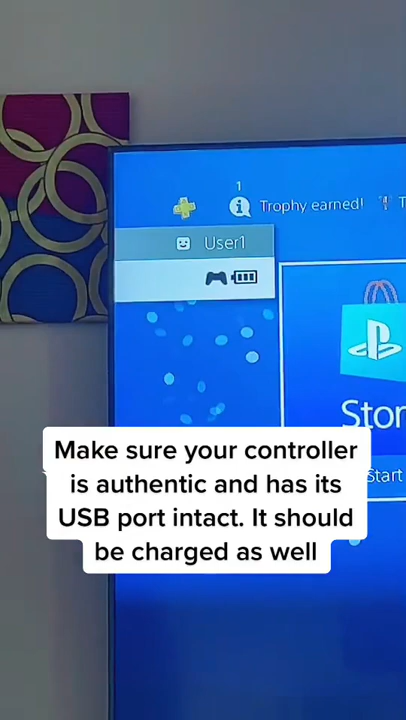 1
Trophy earned!
User1
Make sure your controller
is authentic and has its
USB port intact. It should
be charged as well
Start